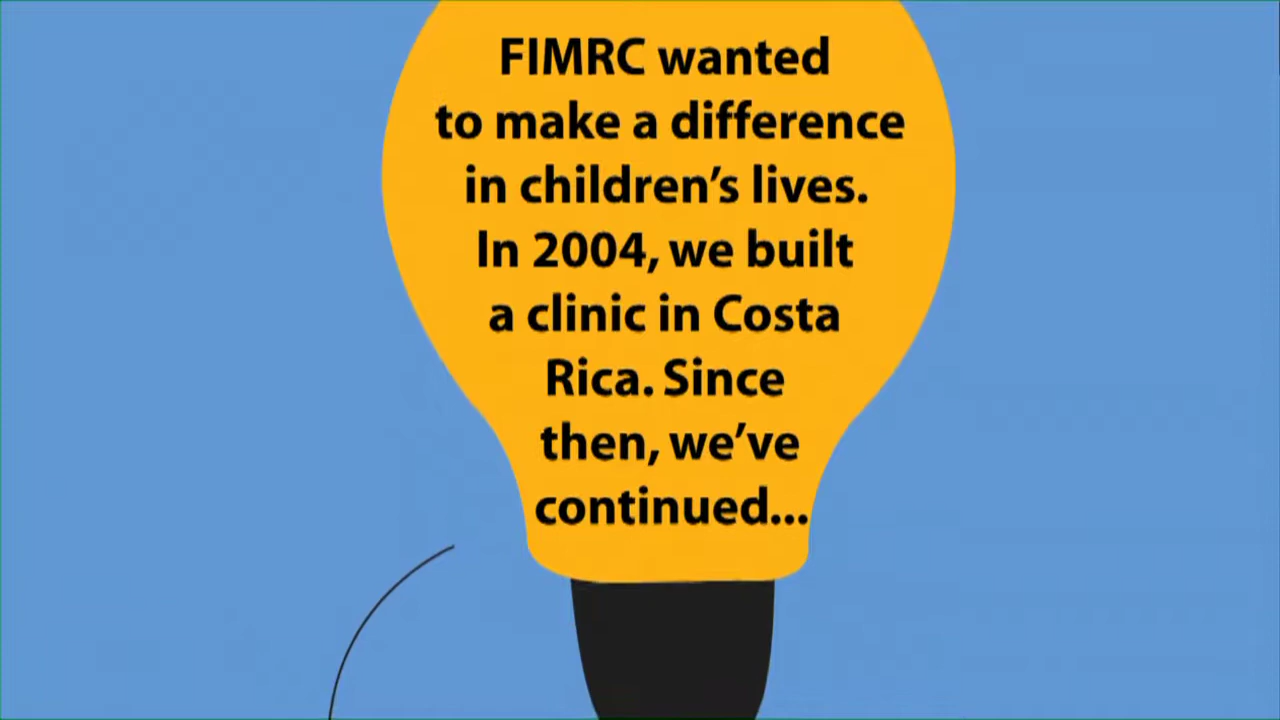 FIMRC wanted
to make a difference
in children’s lives.
In 2004, we built
a clinic in Costa
Rica. Since
then, we’ve
continued...